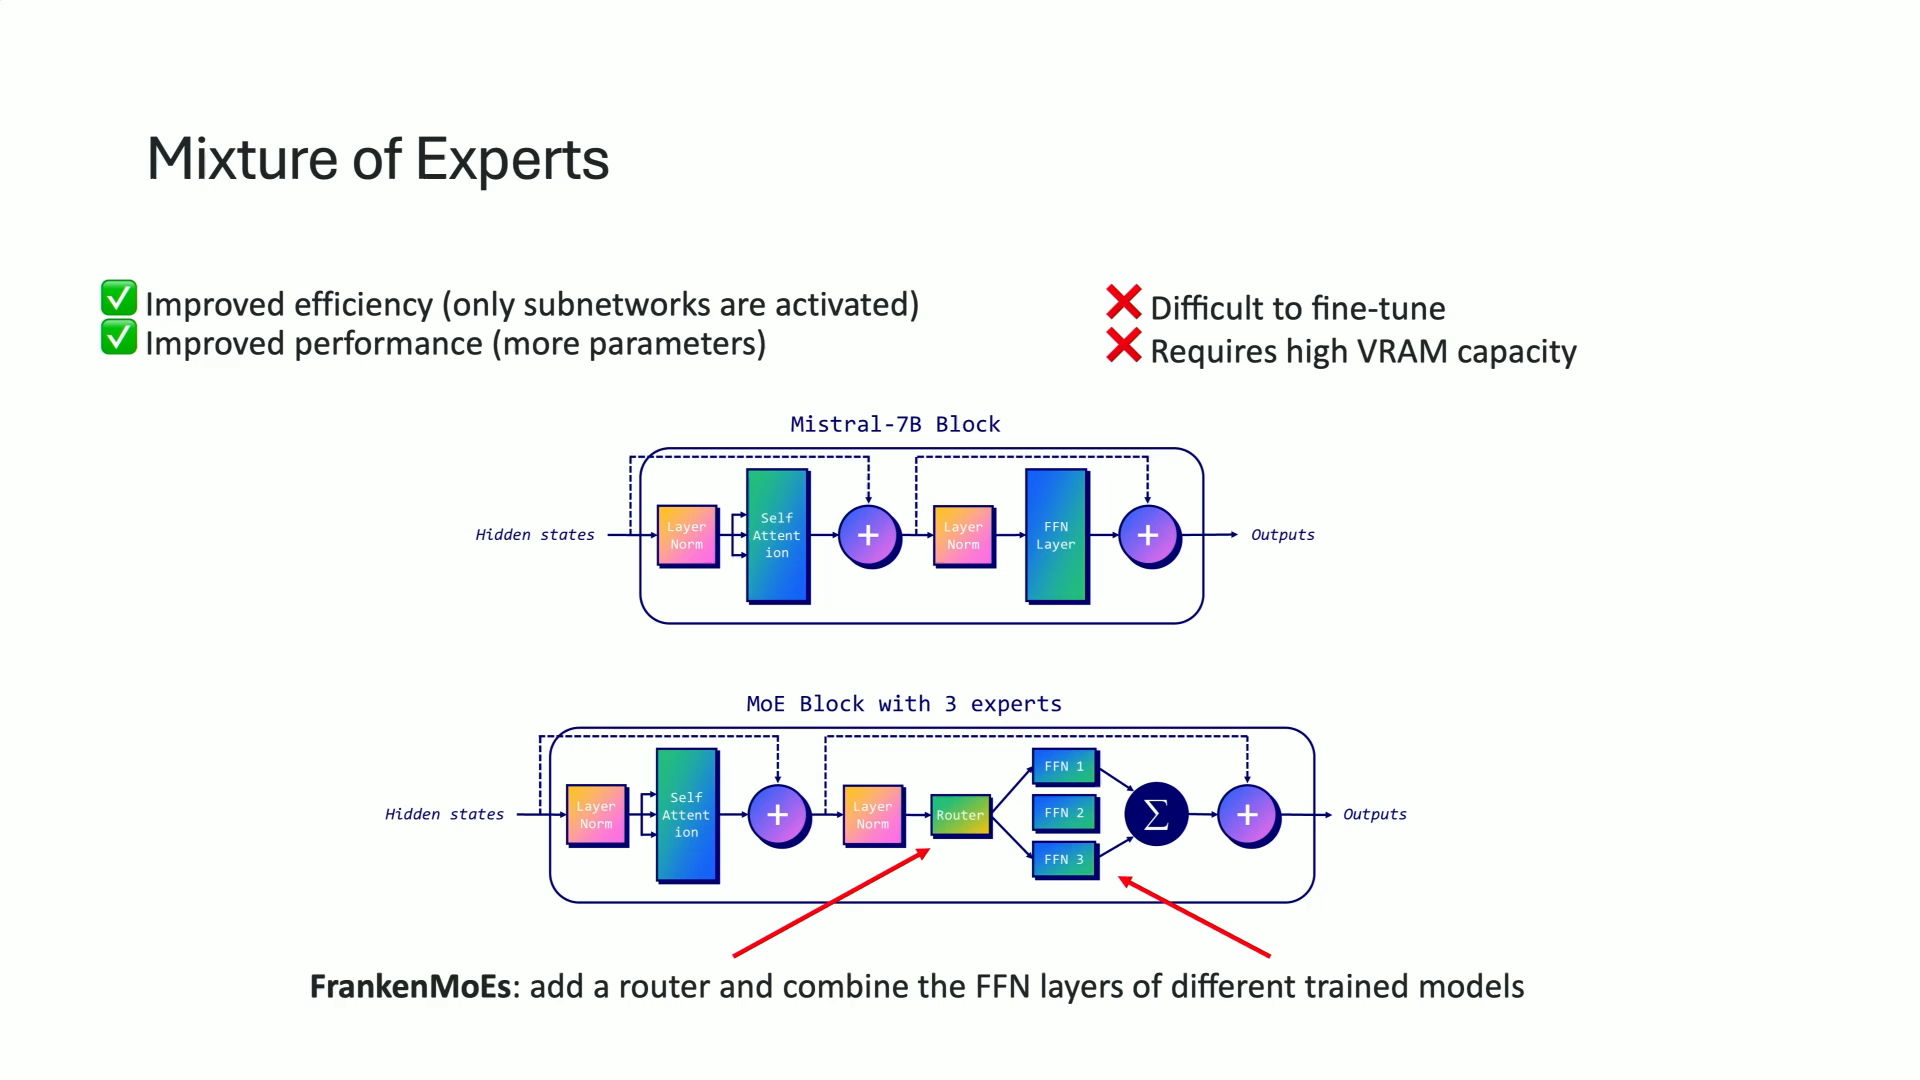 Mixture of Experts
✅ Improved efficiency (only subnetworks are activated)
✅ Improved performance (more parameters)
❌ Difficult to fine-tune
❌ Requires high VRAM capacity
Mistral-7B Block
Hidden states
Layer
Norm
Self
Attent
ion
+
Layer
Norm
FFN
Layer
+
Outputs
MoE Block with 3 experts
Hidden states
Layer
Norm
Self
Attent
ion
+
Layer
Norm
Router
FFN 1
FFN 2
FFN 3
Σ
+
Outputs
FrankenMoEs: add a router and combine the FFN layers of different trained models